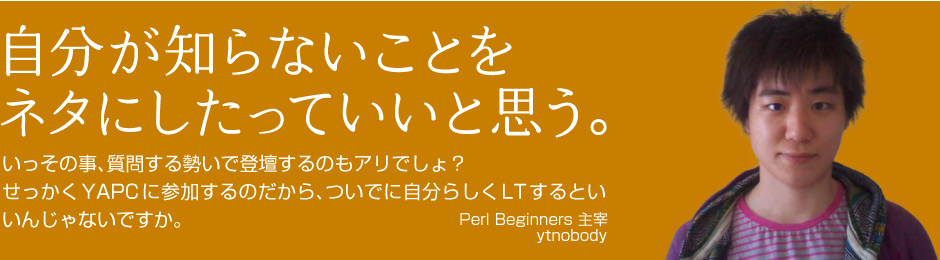 自分が知らないことを
ネタにしたっていいと思う。
いっその事、質問する勢いで登壇するのもアリでしょ？
せっかくYAPCに参加するのだから、ついでに自分らしくLTするとい
いんじゃないですか。
Perl Beginners 主宰
ytnobody